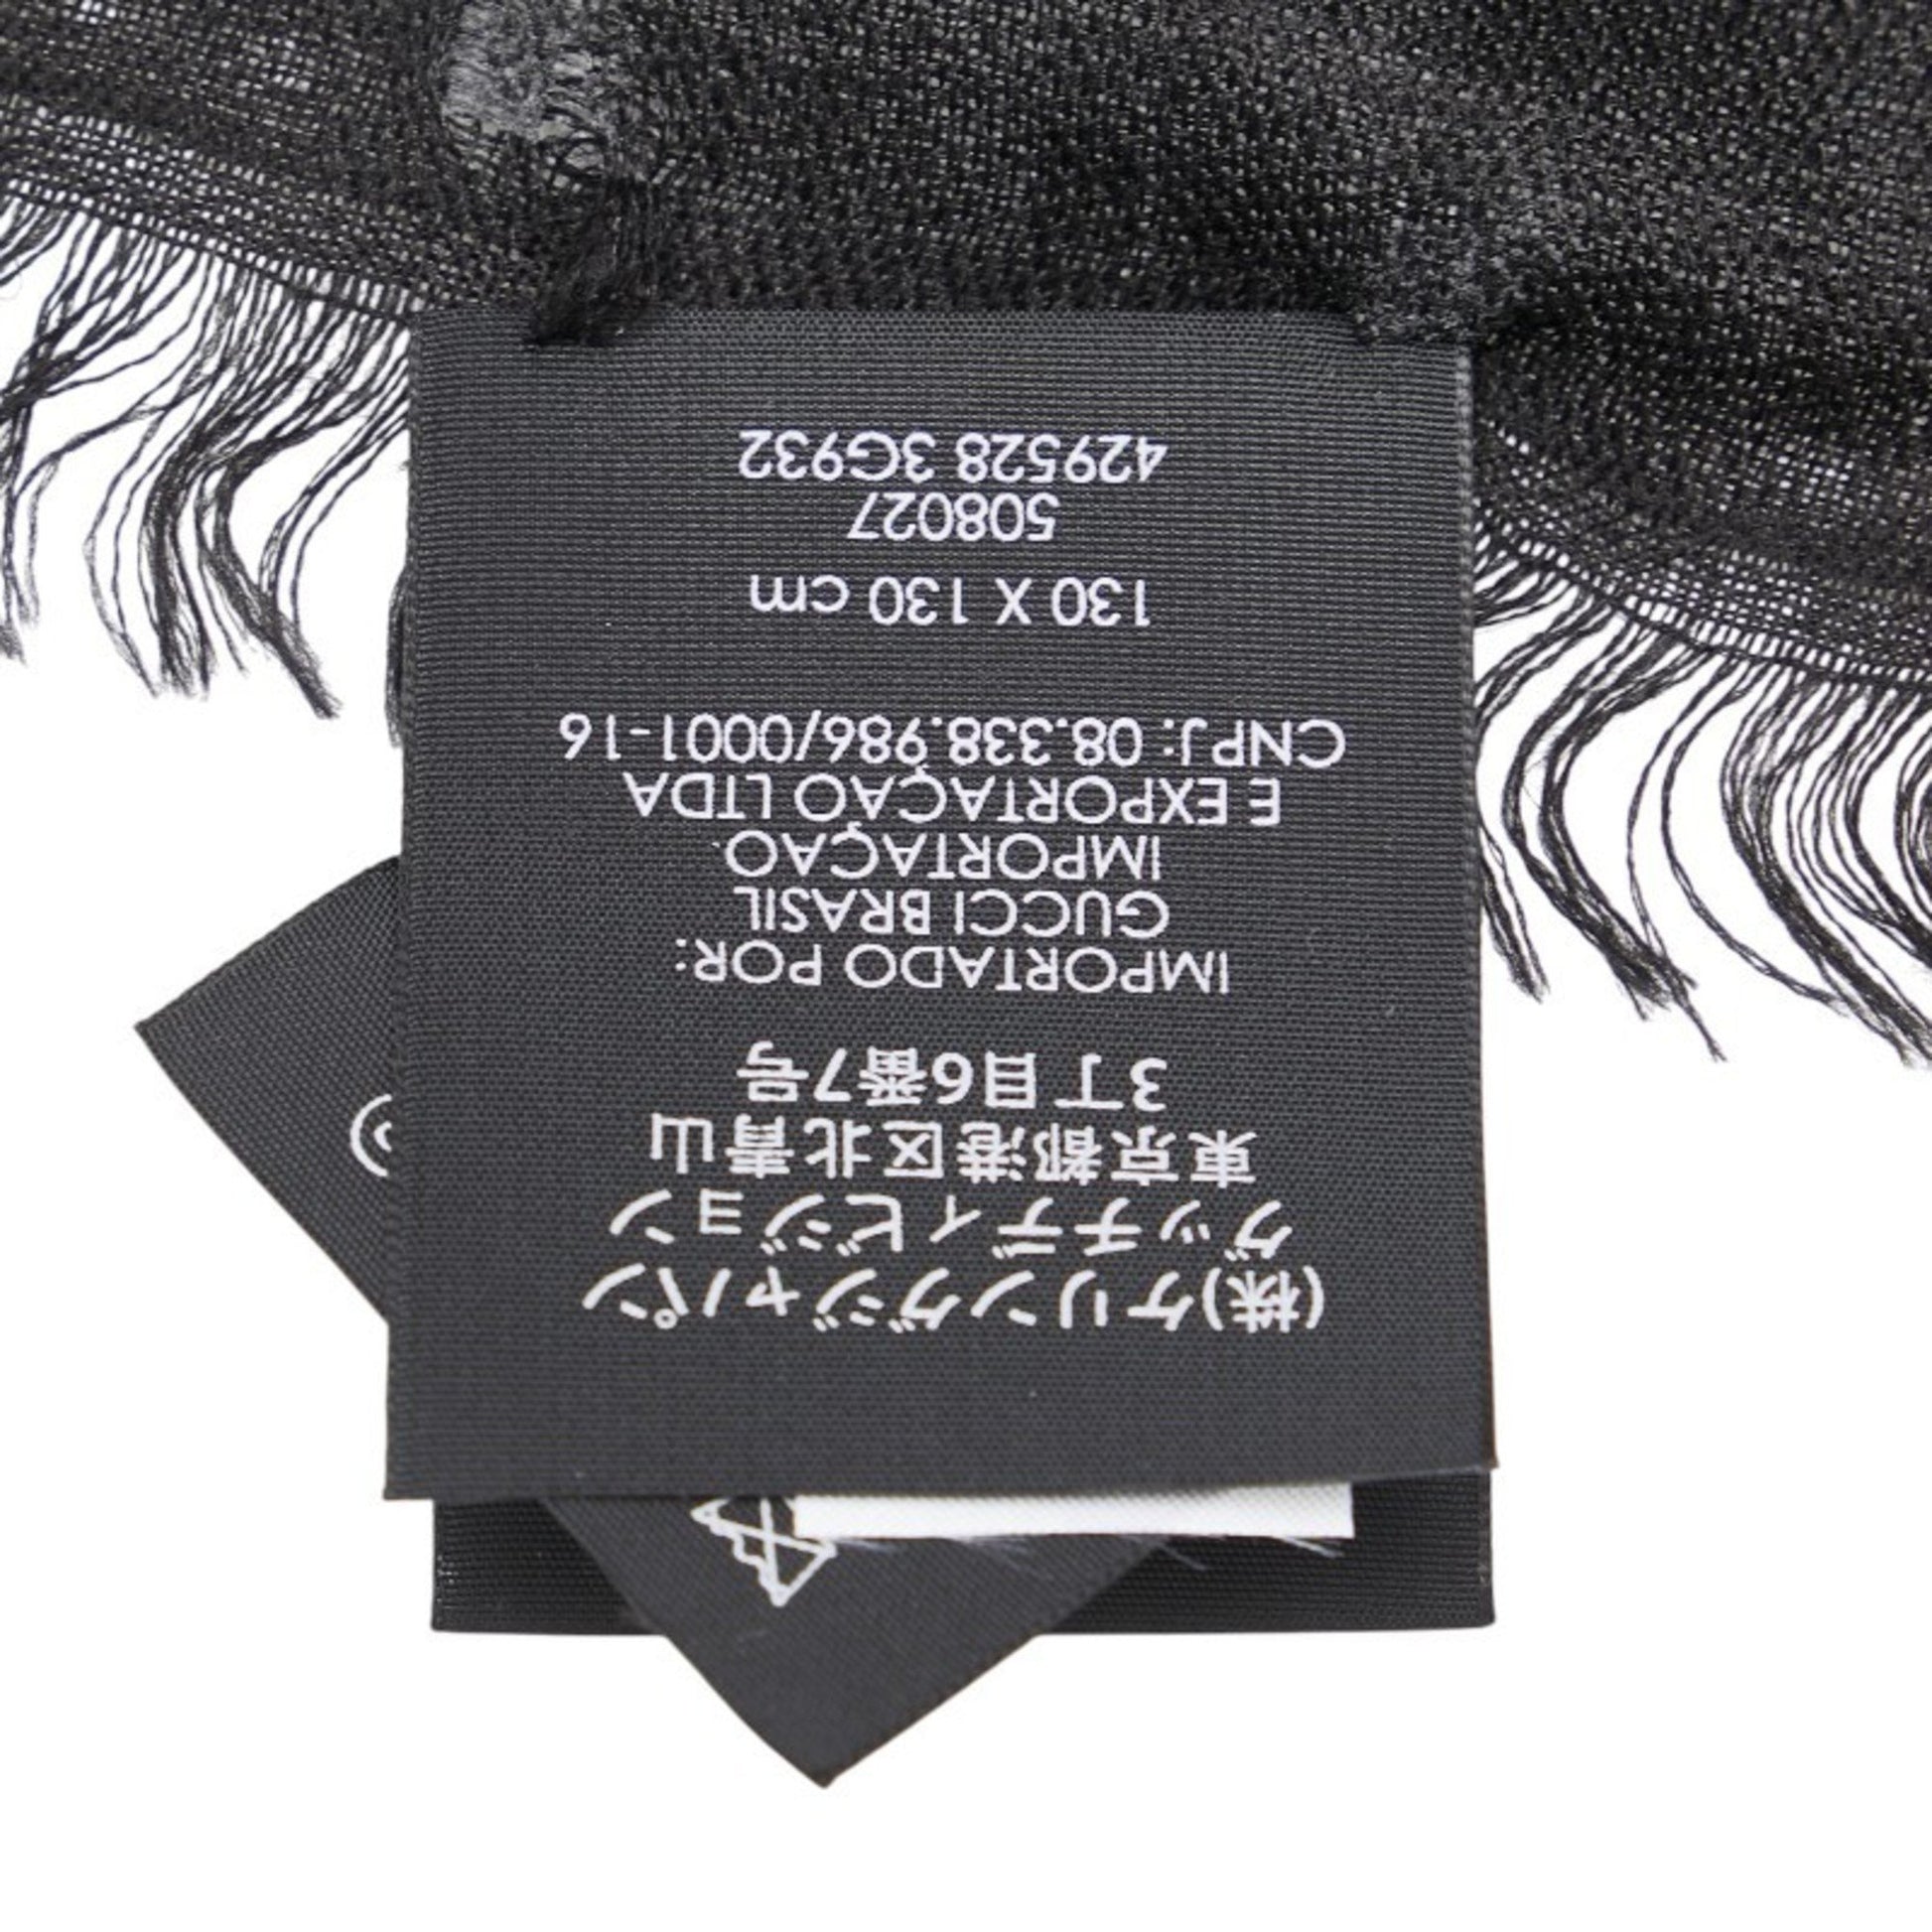 (株)ケリングジャパン
グッチディビジョン
東京都港区北青山
3丁目6番7号
IMPORTADO POR:
GUCCI BRASIL
IMPORTAÇAO
E EXPORTAÇAO LTDA
CNPJ: 08.338.986/0001-16
130 X 130 cm
508027
429528 3G932